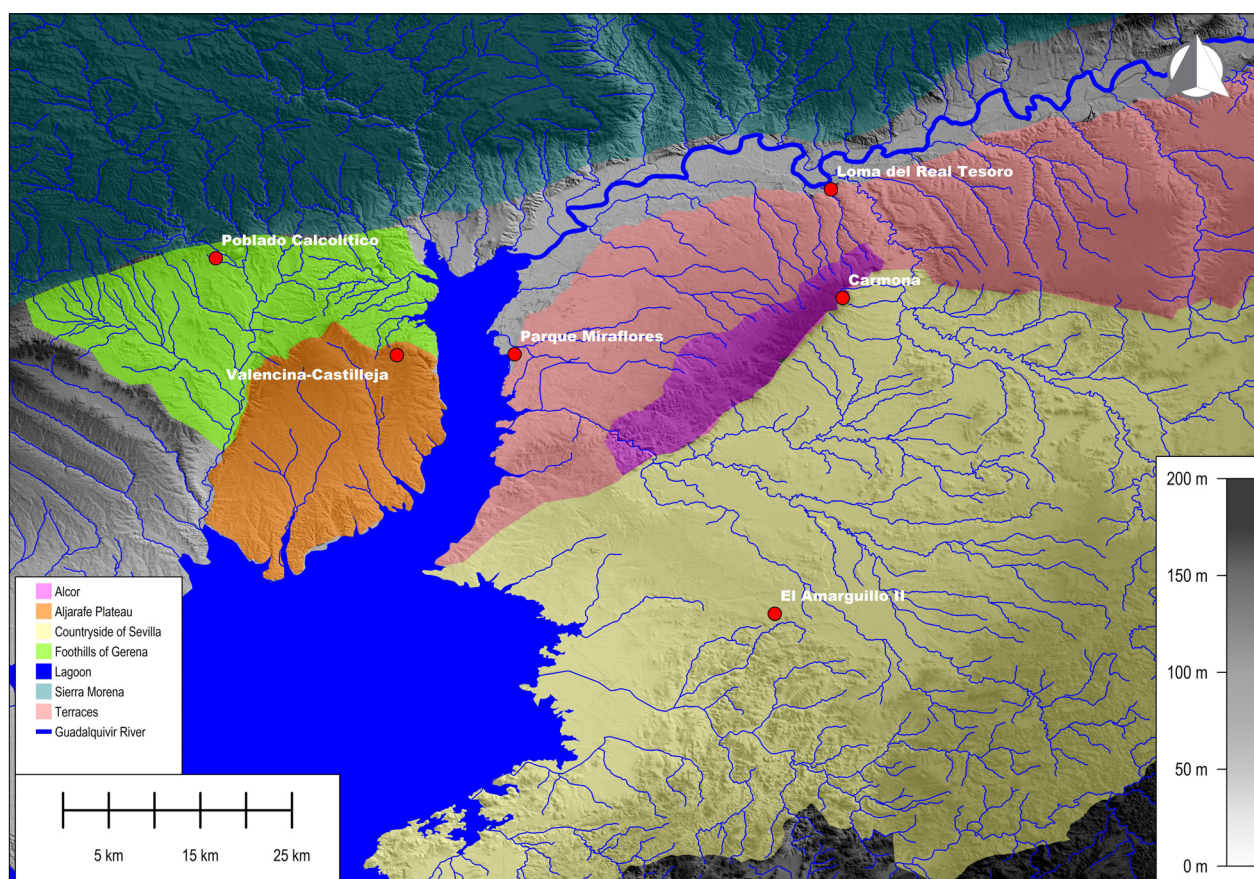 Loma del Real Tesoro
Poblado Calcolítico
Carmona
Parque Miraflores
Valencina-Castilleja
El Amarguillo II
Alcor
Aljarafe Plateau
Countryside of Sevilla
Foothills of Gerena
Lagoon
Sierra Morena
Terraces
Guadalquivir River
5 km 15 km 25 km
200 m
150 m
100 m
50 m
0 m